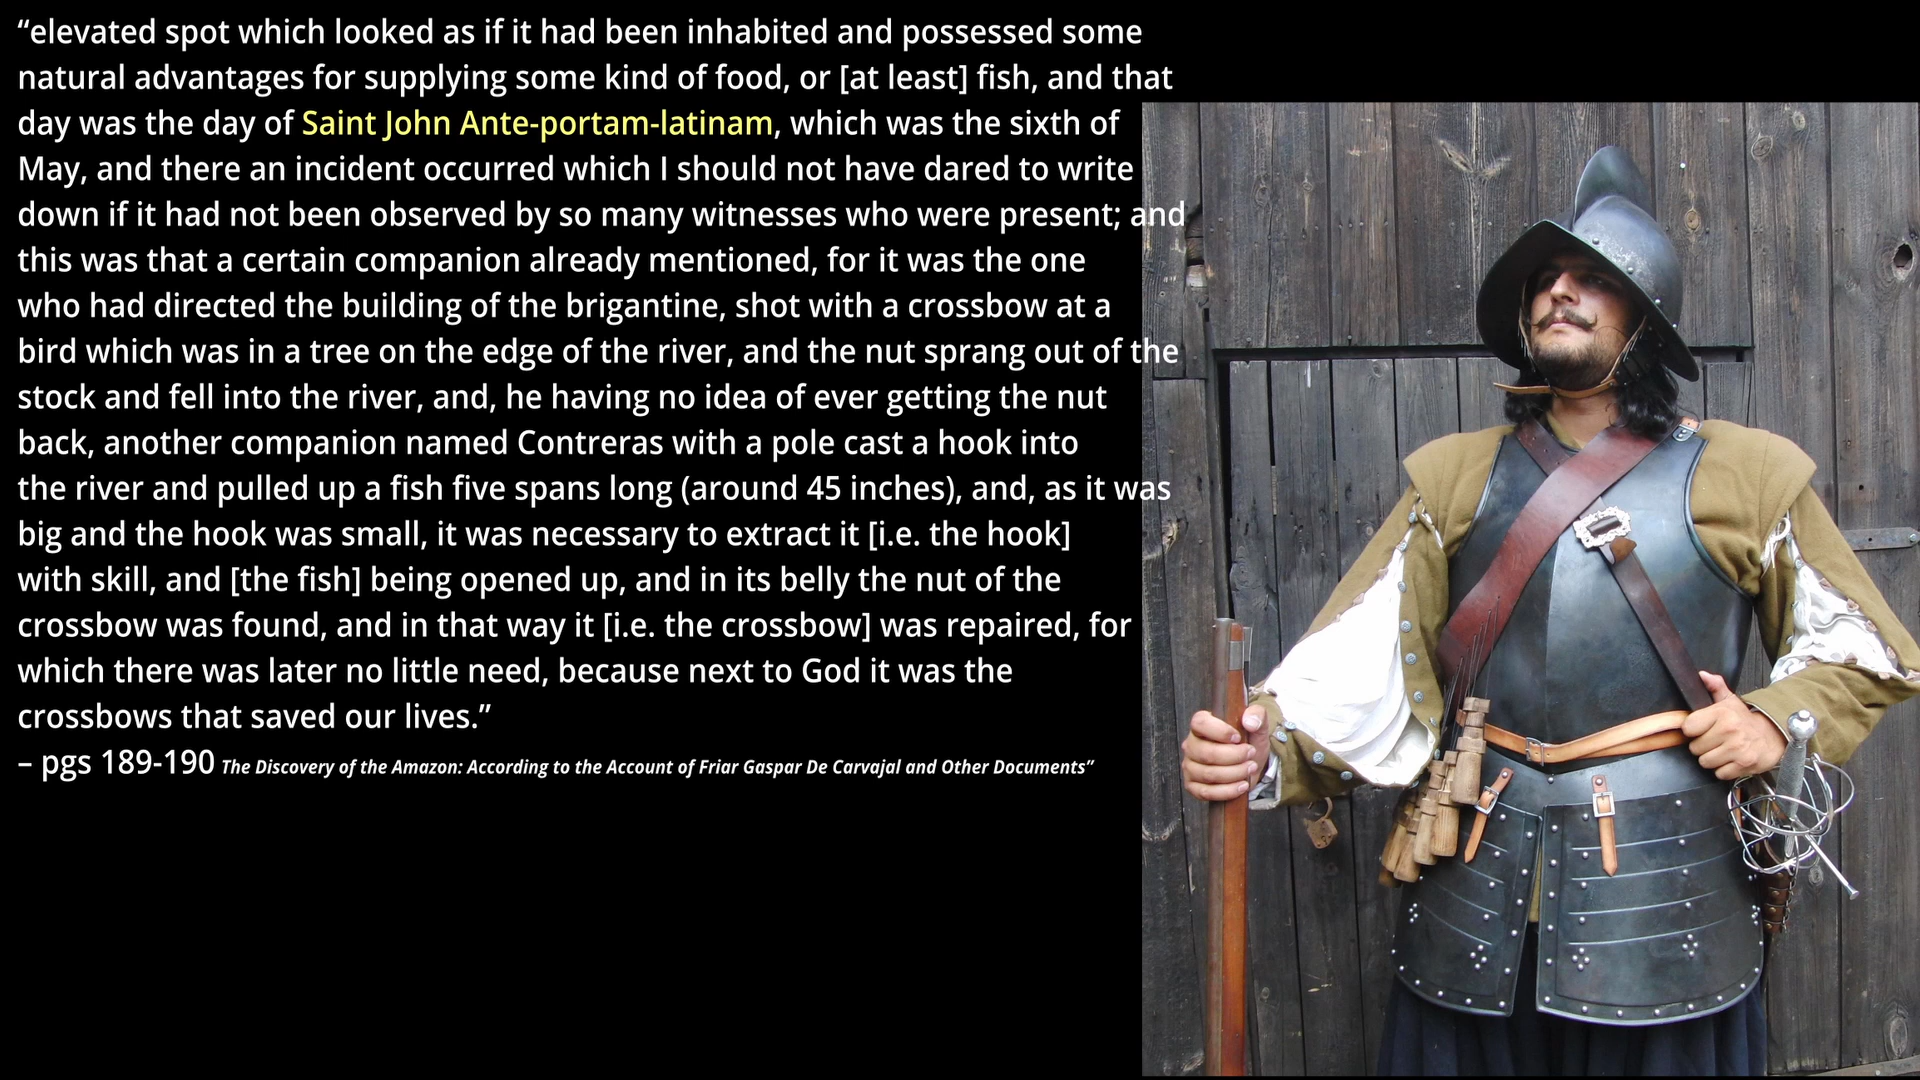 “elevated spot which looked as if it had been inhabited and possessed some
natural advantages for supplying some kind of food, or [at least] fish, and that
day was the day of Saint John Ante-portam-latinam, which was the sixth of
May, and there an incident occurred which I should not have dared to write
down if it had not been observed by so many witnesses who were present; and
this was that a certain companion already mentioned, for it was the one
who had directed the building of the brigantine, shot with a crossbow at a
bird which was in a tree on the edge of the river, and the nut sprang out of the
stock and fell into the river, and, he having no idea of ever getting the nut
back, another companion named Contreras with a pole cast a hook into
the river and pulled up a fish five spans long (around 45 inches), and, as it was
big and the hook was small, it was necessary to extract it [i.e. the hook]
with skill, and [the fish] being opened up, and in its belly the nut of the
crossbow was found, and in that way it [i.e. the crossbow] was repaired, for
which there was later no little need, because next to God it was the
crossbows that saved our lives.”
– pgs 189-190 The Discovery of the Amazon: According to the Account of Friar Gaspar De Carvajal and Other Documents”